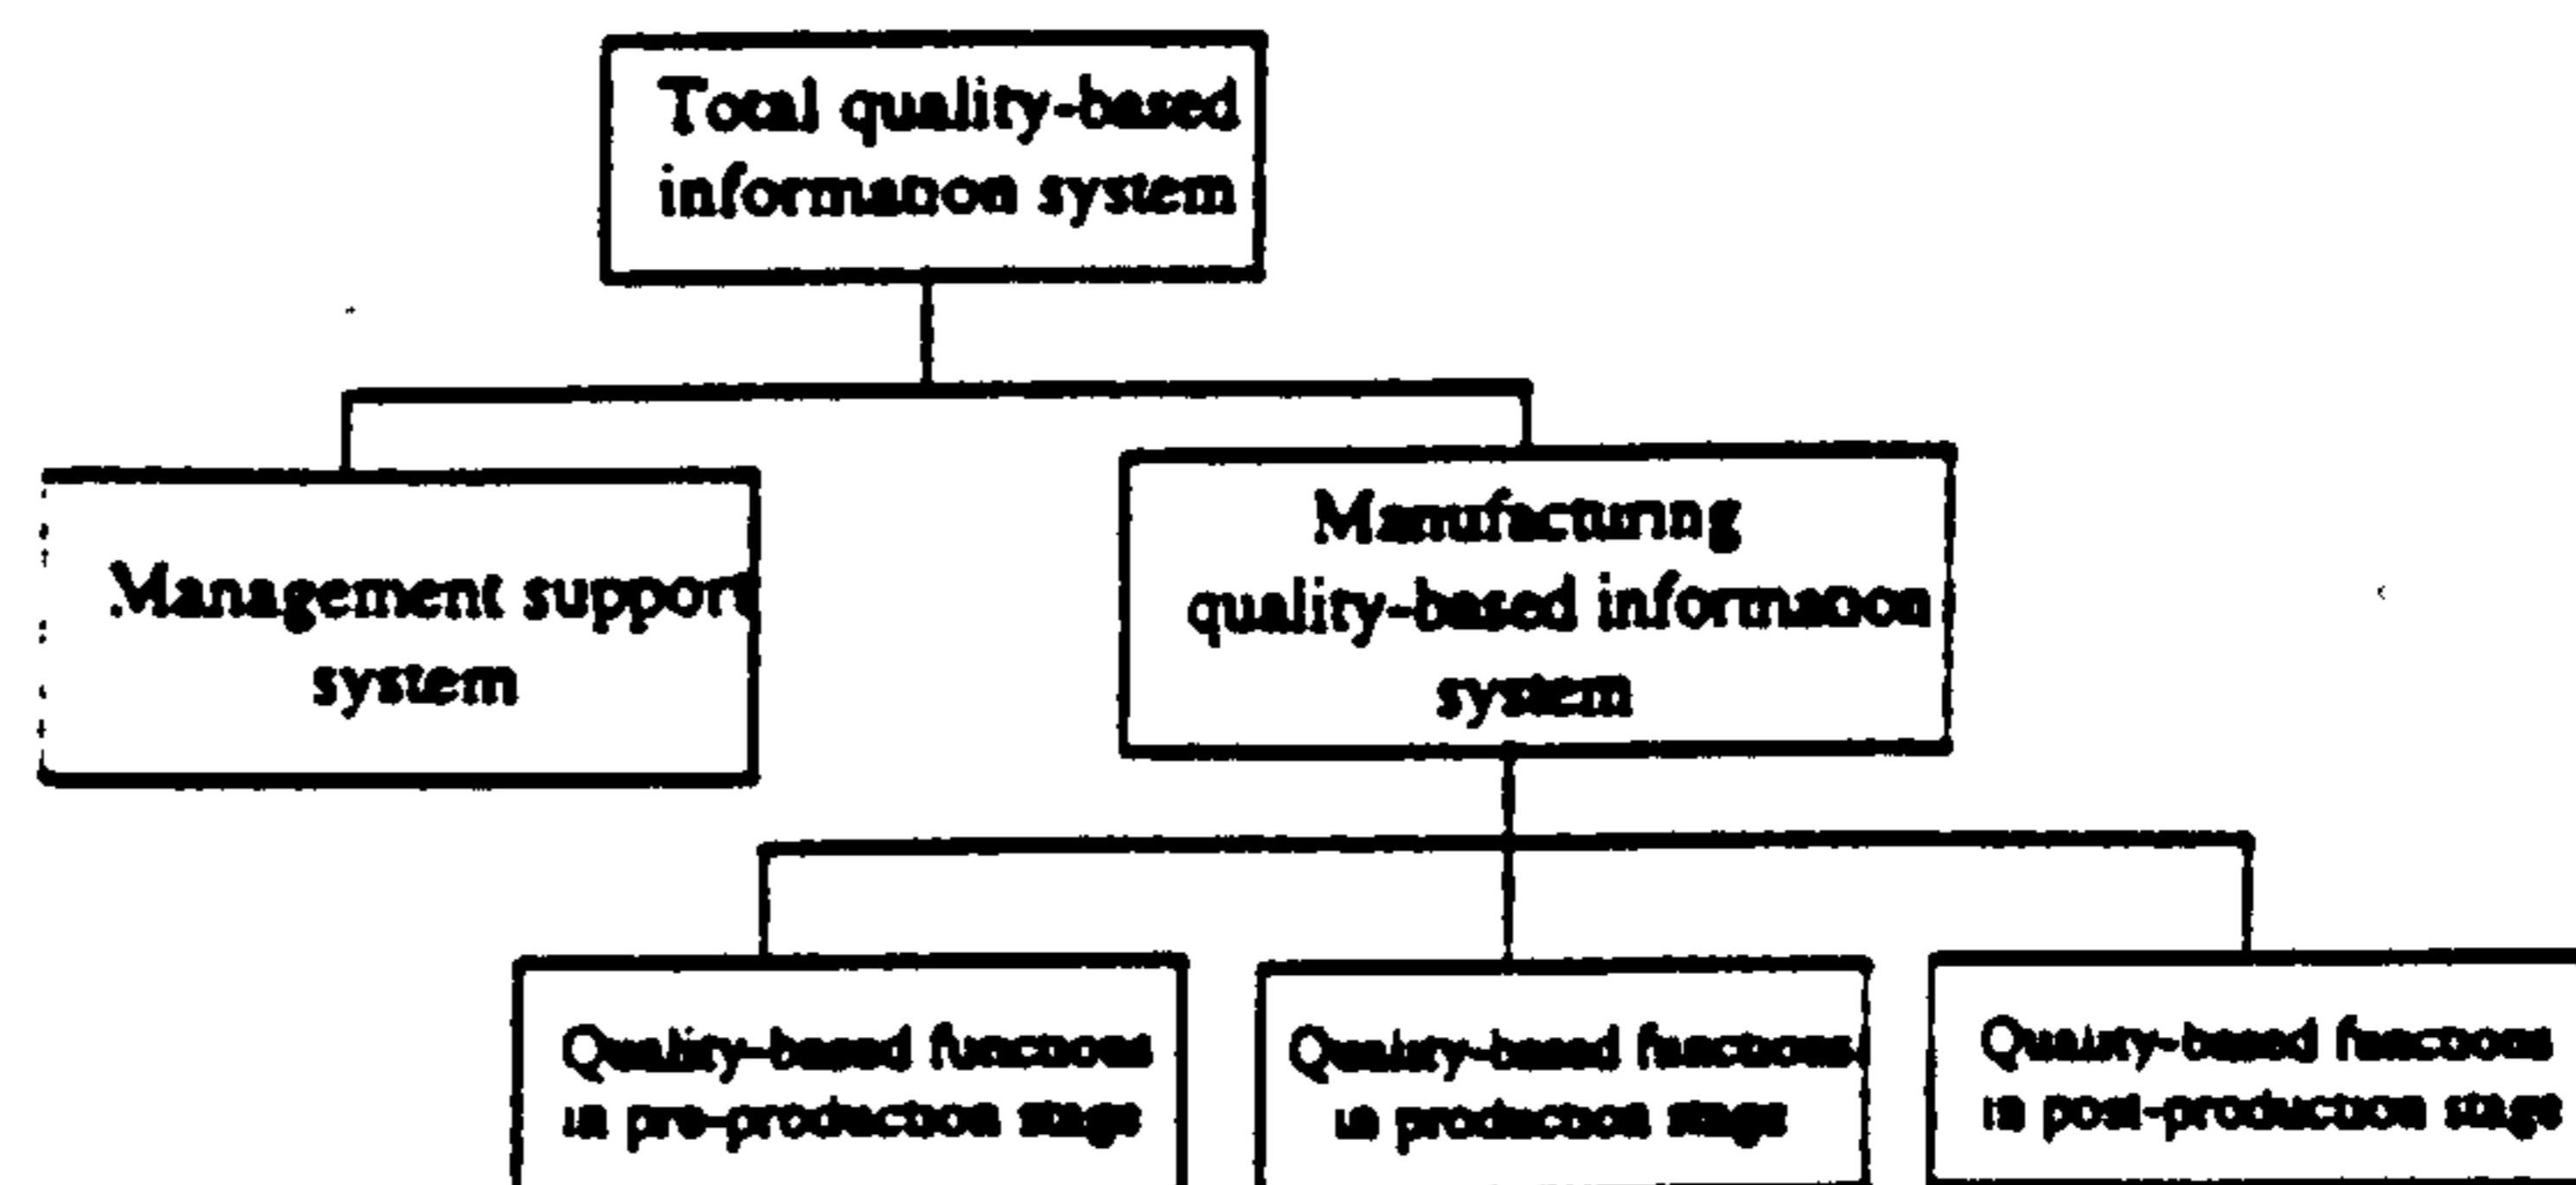 Total quality-based
information system
Management support
system
Manufacturing
quality-based information
system
Quality-based functions
in pre-production stage
Quality-based functions
in production stage
Quality-based functions
in post-production stage